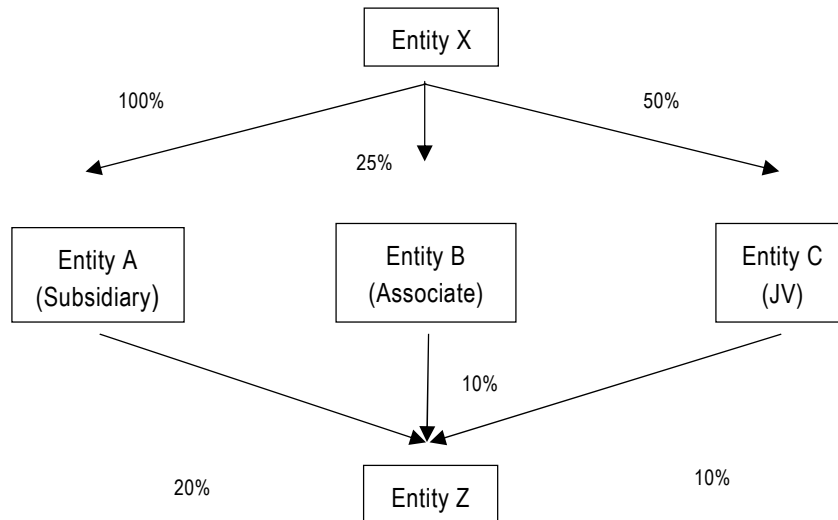 Entity X
100%
50%
25%
Entity A
(Subsidiary)
Entity B
(Associate)
Entity C
(JV)
10%
20%
10%
Entity Z